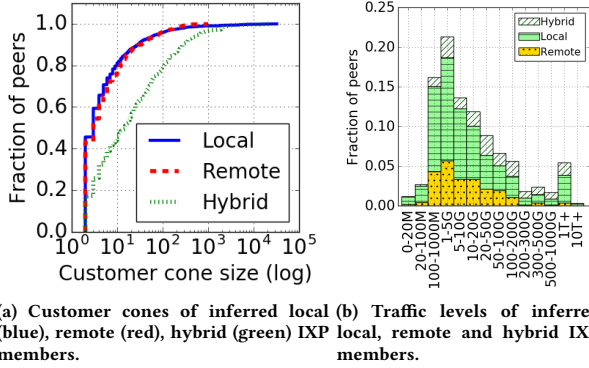 1.0
0.8
0.6
0.4
0.2
0.0
Fraction of peers
Local
Remote
Hybrid
10^0 10^1 10^2 10^3 10^4 10^5
Customer cone size (log)
(a) Customer cones of inferred local
(blue), remote (red), hybrid (green) IXP
members.
0.25
0.20
0.15
0.10
0.05
0.00
Fraction of peers
Hybrid
Local
Remote
0-20M
20-100M
100-1000M
1-5G
5-10G
10-20G
20-50G
50-100G
100-200G
200-300G
300-500G
500-1000G
1T+
10T+
(b) Traffic levels of inferre
local, remote and hybrid IX
members.